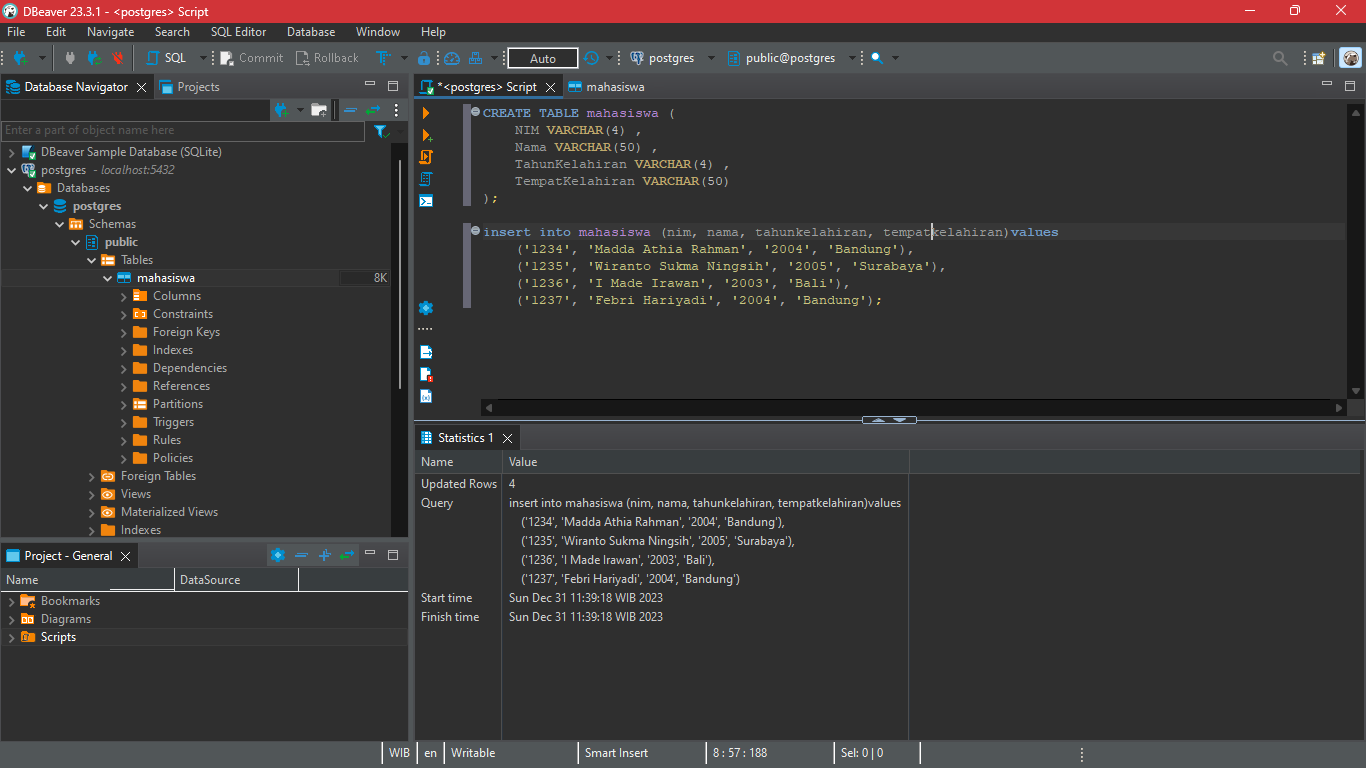 DBeaver 23.3.1 - <postgres> Script
File Edit Navigate Search SQL Editor Database Window Help
SQL Commit Rollback Auto postgres public@postgres
Database Navigator Projects
Enter a part of object name here
DBeaver Sample Database (SQLite)
postgres - localhost:5432
Databases
postgres
Schemas
public
Tables
mahasiswa 8K
Columns
Constraints
Foreign Keys
Indexes
Dependencies
References
Partitions
Triggers
Rules
Policies
Foreign Tables
Views
Materialized Views
Indexes
Project - General
Name DataSource
Bookmarks
Diagrams
Scripts
*<postgres> Script mahasiswa
CREATE TABLE mahasiswa (
NIM VARCHAR(4) ,
Nama VARCHAR(50) ,
TahunKelahiran VARCHAR(4) ,
TempatKelahiran VARCHAR(50)
);
insert into mahasiswa (nim, nama, tahunkelahiran, tempatkelahiran)values
('1234', 'Madda Athia Rahman', '2004', 'Bandung'),
('1235', 'Wiranto Sukma Ningsih', '2005', 'Surabaya'),
('1236', 'I Made Irawan', '2003', 'Bali'),
('1237', 'Febri Hariyadi', '2004', 'Bandung');
Statistics 1
Name Value
Updated Rows 4
Query insert into mahasiswa (nim, nama, tahunkelahiran, tempatkelahiran)values
('1234', 'Madda Athia Rahman', '2004', 'Bandung'),
('1235', 'Wiranto Sukma Ningsih', '2005', 'Surabaya'),
('1236', 'I Made Irawan', '2003', 'Bali'),
('1237', 'Febri Hariyadi', '2004', 'Bandung')
Start time Sun Dec 31 11:39:18 WIB 2023
Finish time Sun Dec 31 11:39:18 WIB 2023
WIB en Writable Smart Insert 8 : 57 : 188 Sel: 0 | 0